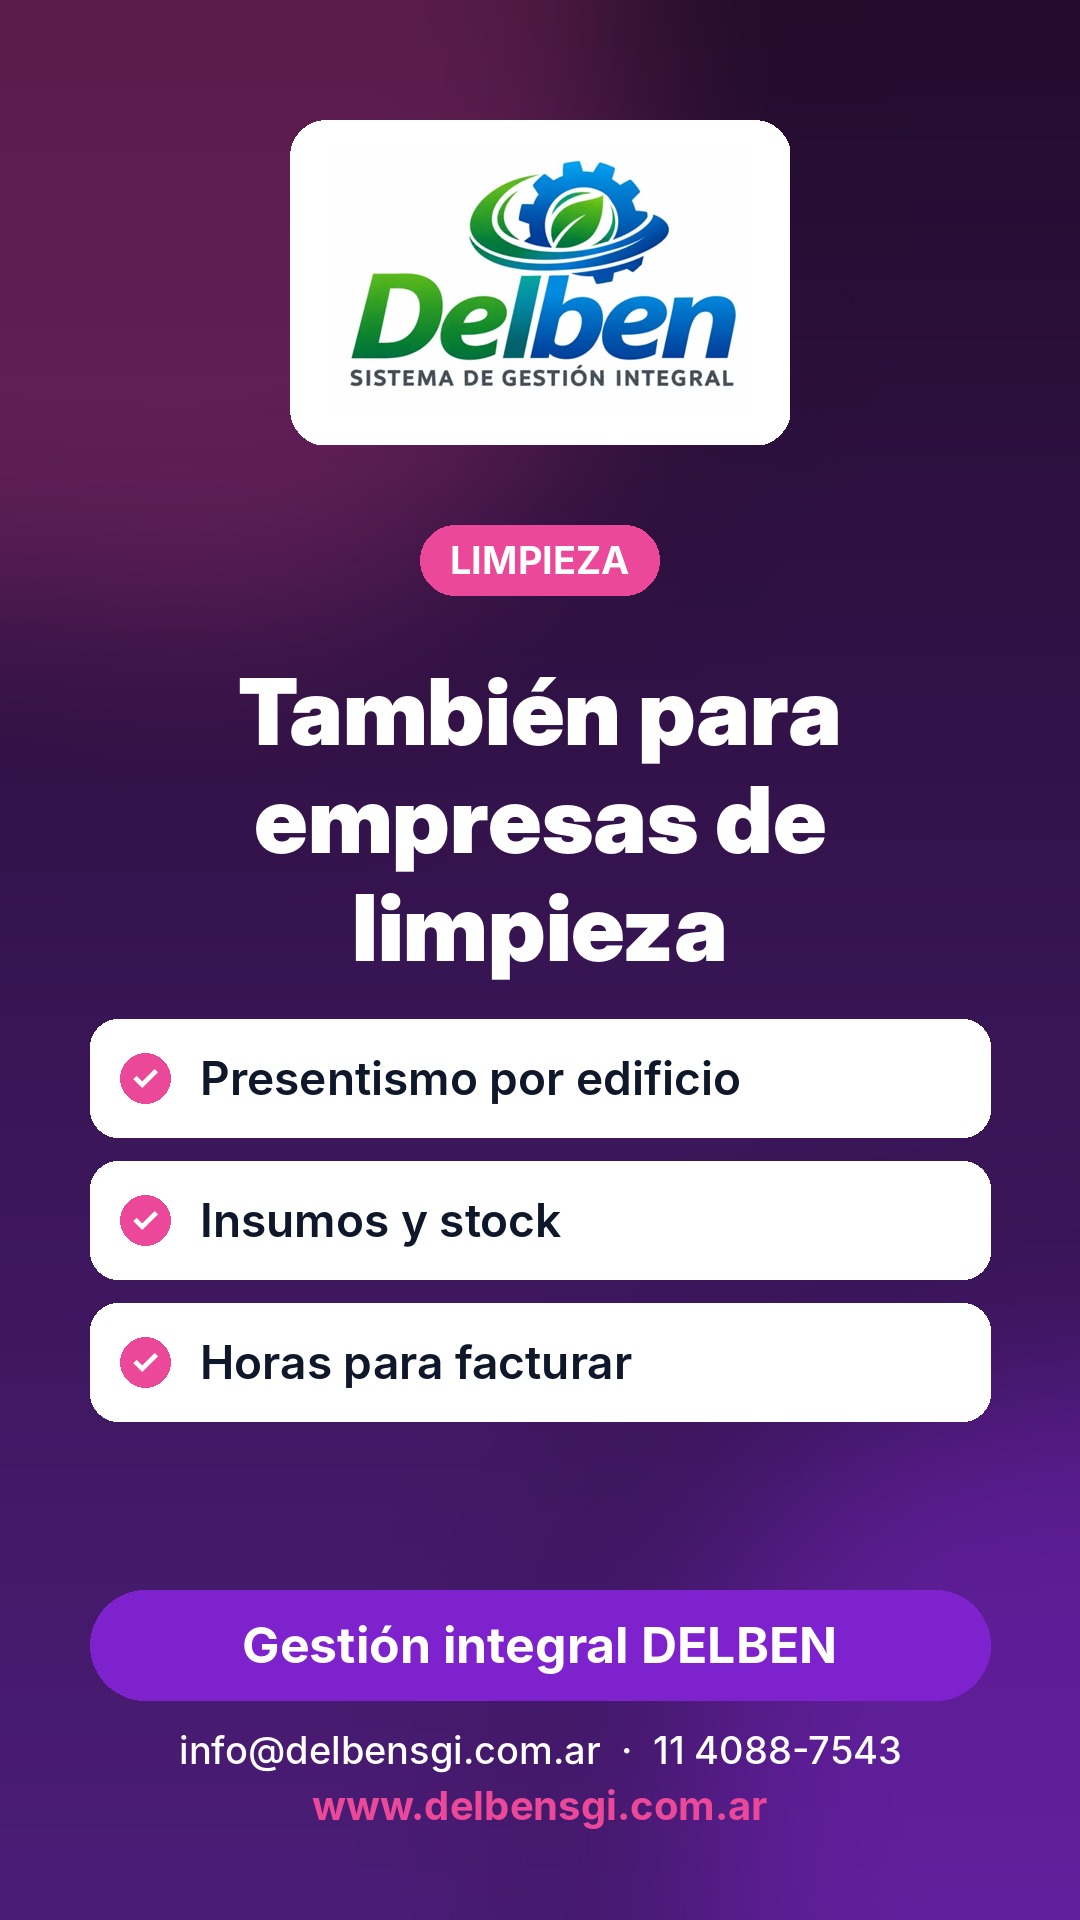 Delben
SISTEMA DE GESTIÓN INTEGRAL
LIMPIEZA
También para
empresas de
limpieza
Presentismo por edificio
Insumos y stock
Horas para facturar
Gestión integral DELBEN
info@delbensgi.com.ar · 11 4088-7543
www.delbensgi.com.ar